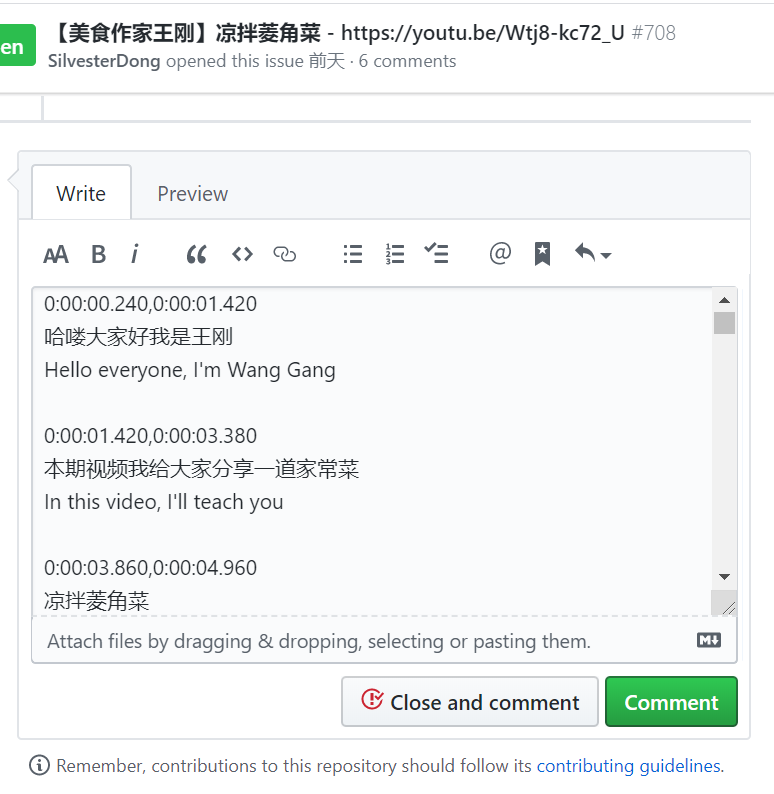 en
【美食作家王刚】凉拌菱角菜 - https://youtu.be/Wtj8-kc72_U #708
SilvesterDong opened this issue 前天 · 6 comments
Write Preview
0:00:00.240,0:00:01.420
哈喽大家好我是王刚
Hello everyone, I'm Wang Gang
0:00:01.420,0:00:03.380
本期视频我给大家分享一道家常菜
In this video, I'll teach you
0:00:03.860,0:00:04.960
凉拌菱角菜
Attach files by dragging & dropping, selecting or pasting them.
Close and comment Comment
Remember, contributions to this repository should follow its contributing guidelines.